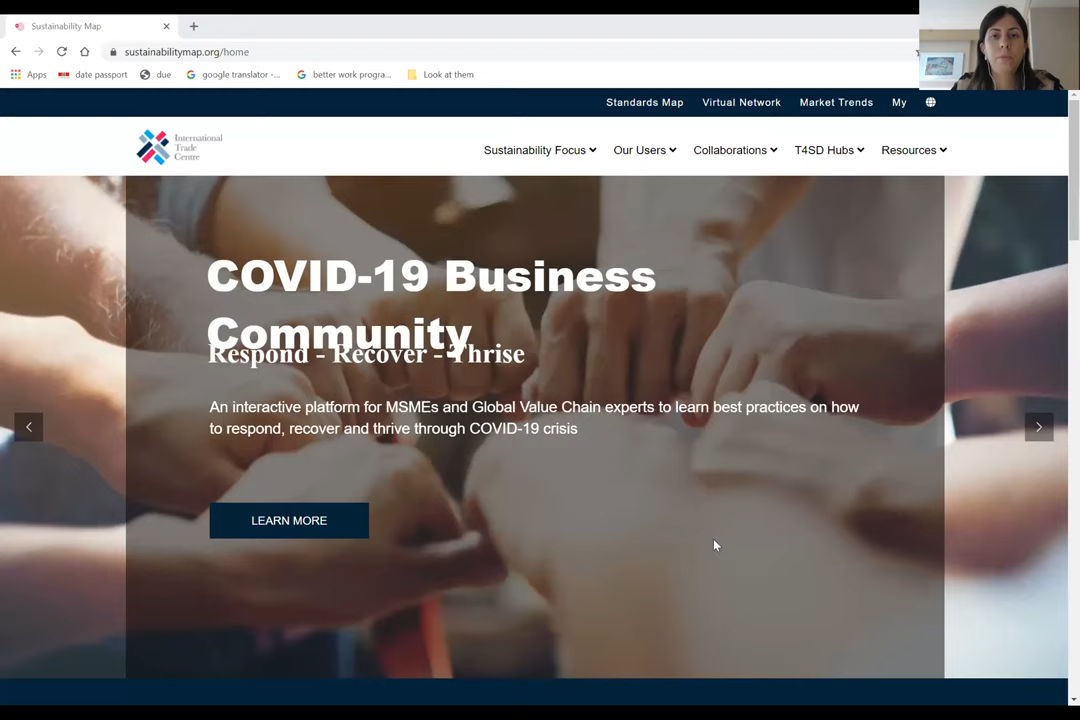 Sustainability Map
sustainabilitymap.org/home
Apps date passport due google translator -... better work progra... Look at them
Standards Map Virtual Network Market Trends My
International
Trade
Centre
Sustainability Focus Our Users Collaborations T4SD Hubs Resources
COVID-19 Business
Community
Respond - Recover - Thrise
An interactive platform for MSMEs and Global Value Chain experts to learn best practices on how
to respond, recover and thrive through COVID-19 crisis
LEARN MORE